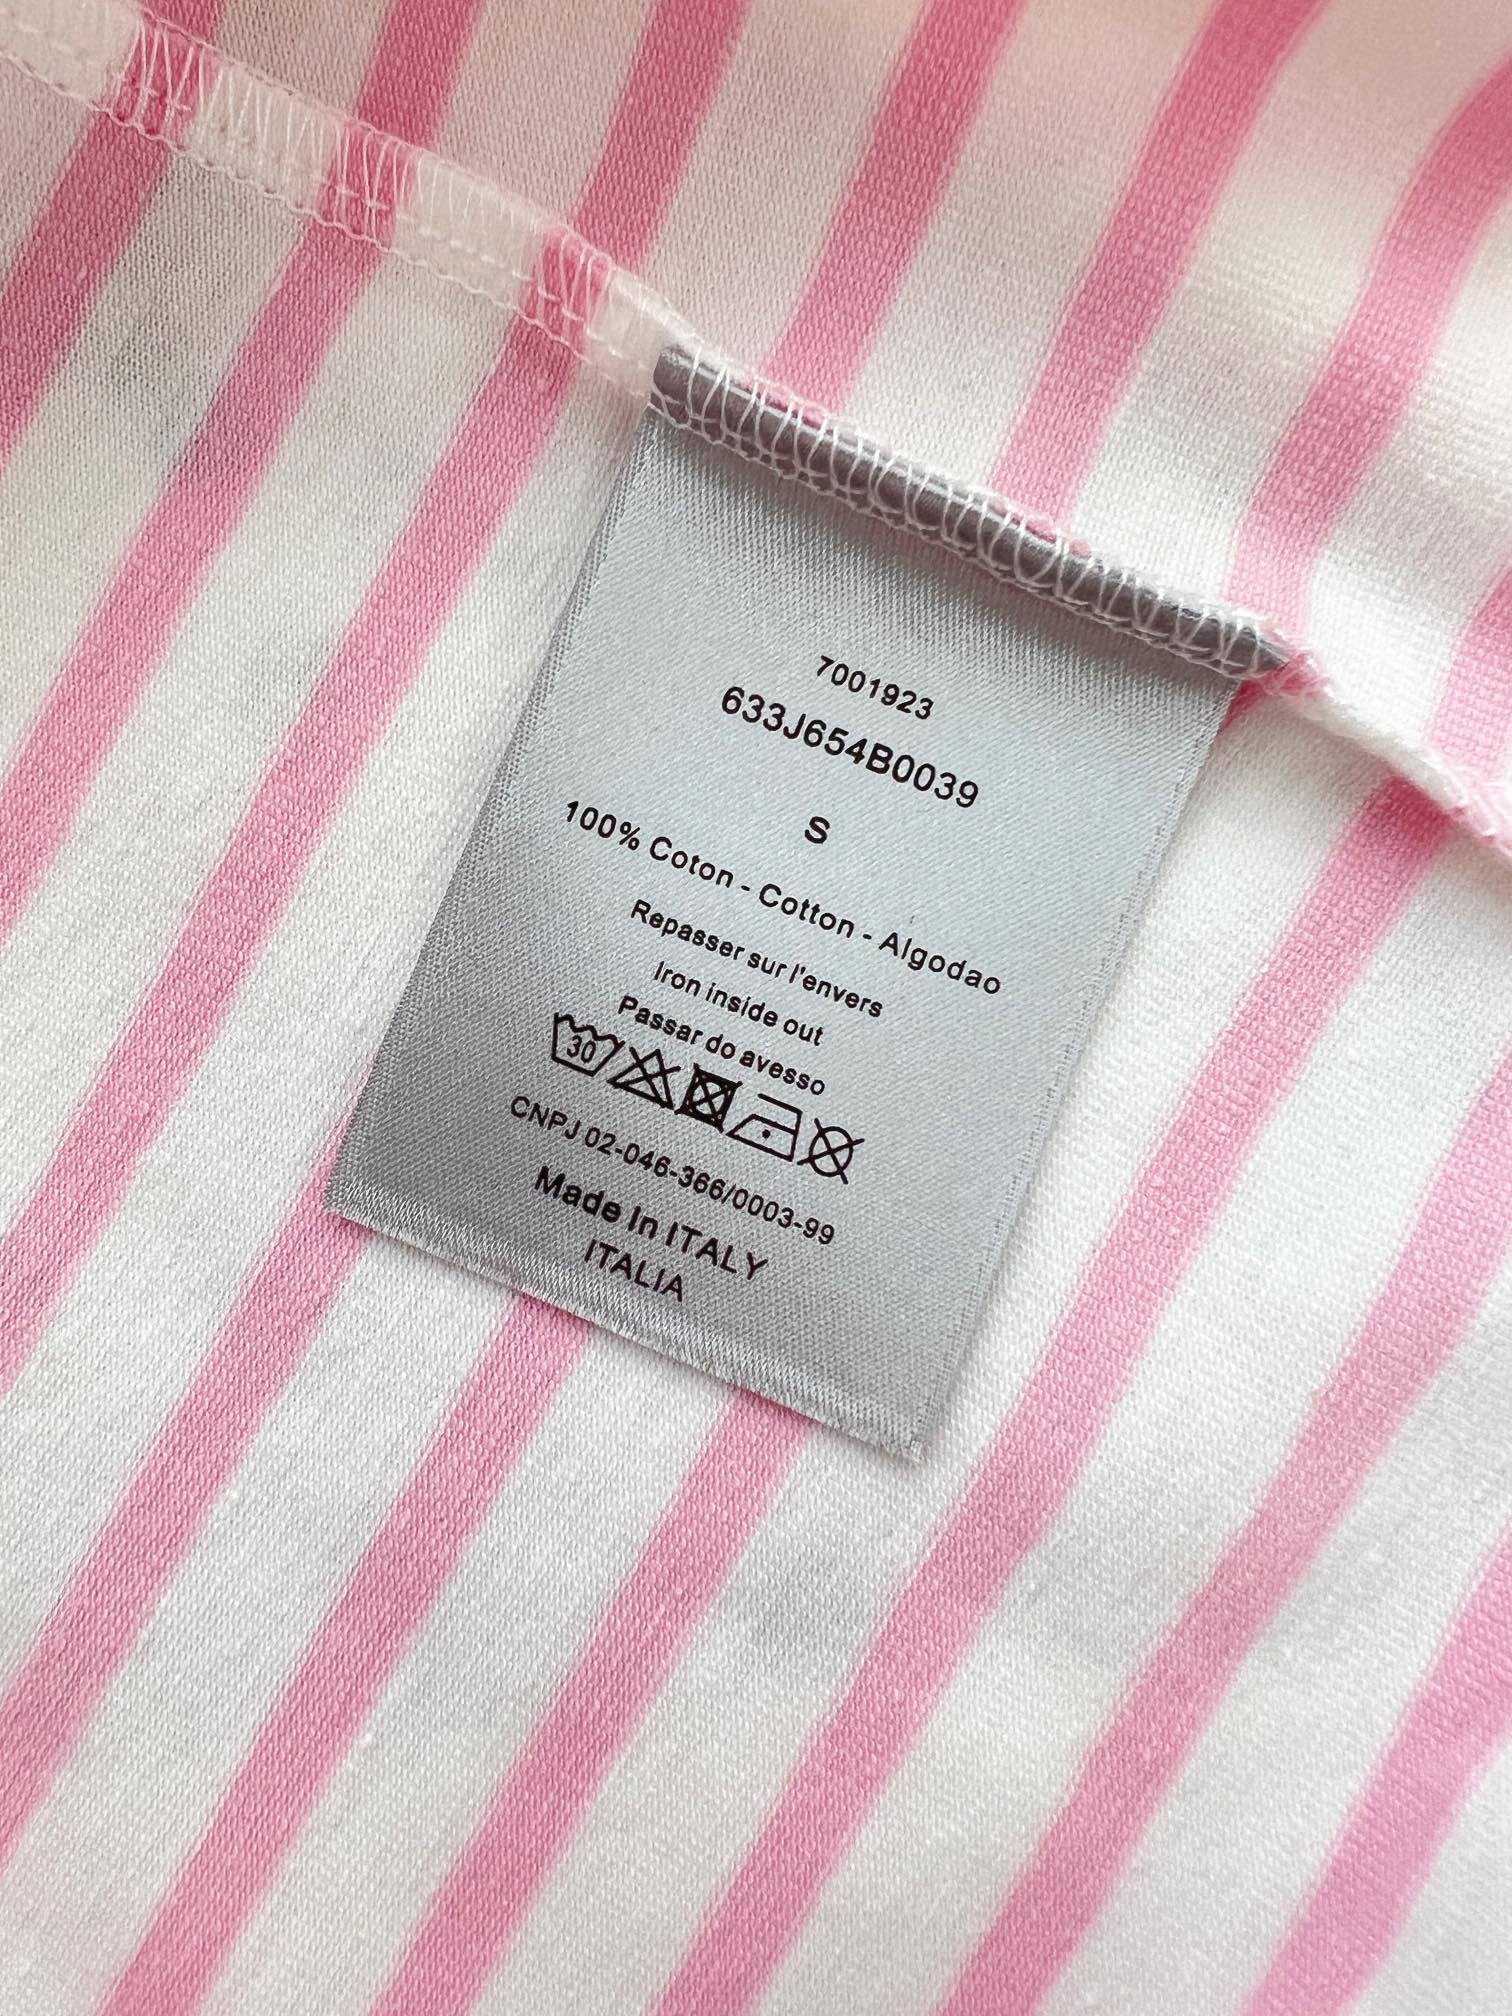 7001923
633J654B0039
S
100% Coton - Cotton - Algodao
Repasser sur l'envers
Iron inside out
Passar do avesso
30
CNPJ 02-046-366/0003-99
Made In ITALY
ITALIA